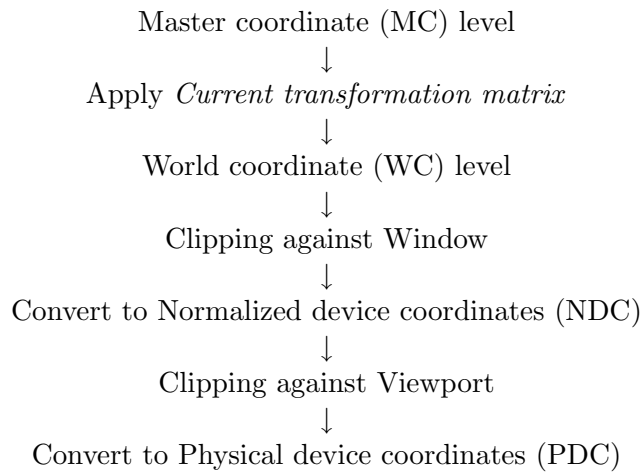 Master coordinate (MC) level
↓
Apply Current transformation matrix
↓
World coordinate (WC) level
↓
Clipping against Window
↓
Convert to Normalized device coordinates (NDC)
↓
Clipping against Viewport
↓
Convert to Physical device coordinates (PDC)